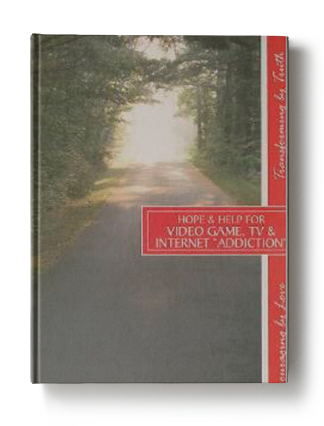 HOPE & HELP FOR
VIDEO GAME, TV &
INTERNET "ADDICTION"
Transforming by Truth
by Love